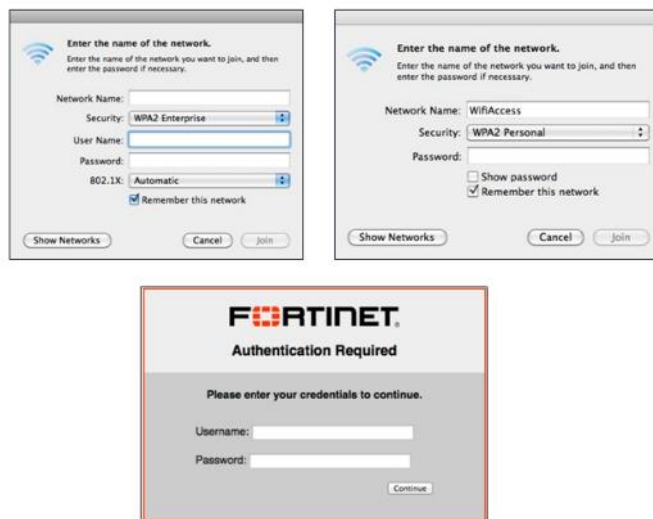 Enter the name of the network.
Enter the name of the network you want to join, and then
enter the password if necessary.
Network Name:
Security: WPA2 Enterprise
User Name:
Password:
802.1X: Automatic
Remember this network
Show Networks Cancel Join
Enter the name of the network.
Enter the name of the network you want to join, and then
enter the password if necessary.
Network Name: WifiAccess
Security: WPA2 Personal
Password:
Show password
Remember this network
Show Networks Cancel Join
FORTINET.
Authentication Required
Please enter your credentials to continue.
Username:
Password:
Continue